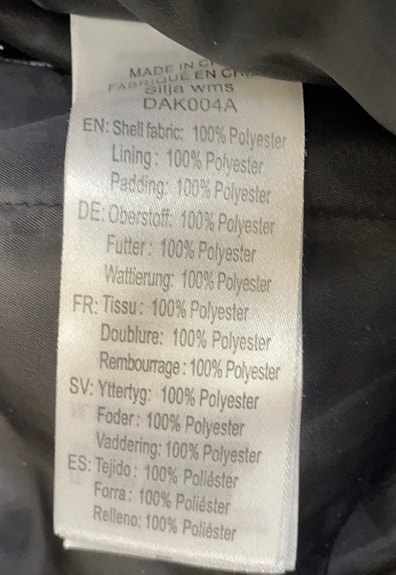 MADE IN
FABRIQUÉ EN
Silja wms
DAK004A
EN: Shell fabric: 100% Polyester
Lining: 100% Polyester
Padding: 100% Polyester
DE: Oberstoff: 100% Polyester
Futter: 100% Polyester
Wattierung: 100% Polyester
FR: Tissu: 100% Polyester
Doublure: 100% Polyester
Rembourrage: 100% Polyester
SV: Yttertyg: 100% Polyester
Foder: 100% Polyester
Vaddering: 100% Polyester
ES: Tejido: 100% Poliéster
Forra: 100% Poliéster
Relleno: 100% Poliéster